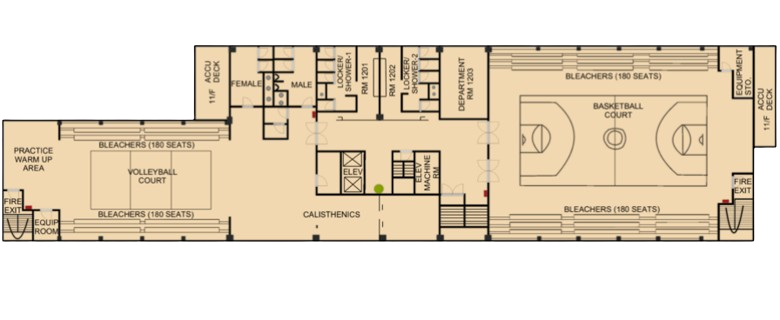 ACCU
DECK
11/F
FEMALE
MALE
LOCKER/
SHOWER-1
RM 1201
RM 1202
LOCKER/
SHOWER-2
DEPARTMENT
RM 1203
BLEACHERS (180 SEATS)
EQUIPMENT
STO.
ACCU
DECK
11/F
BASKETBALL
COURT
BLEACHERS (180 SEATS)
PRACTICE
WARM UP
AREA
VOLLEYBALL
COURT
ELEV
ELEV
MACHINE
RM.
FIRE
EXIT
FIRE
EXIT
EQUIP
ROOM
BLEACHERS (180 SEATS)
CALISTHENICS
BLEACHERS (180 SEATS)